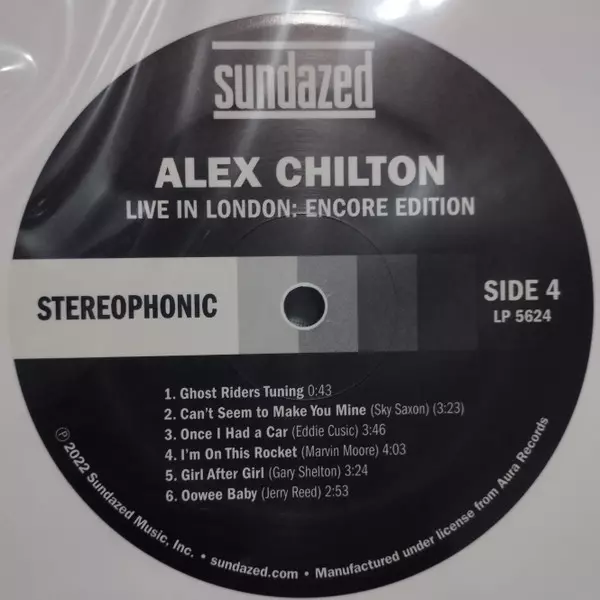 sundazed
ALEX CHILTON
LIVE IN LONDON: ENCORE EDITION
STEREOPHONIC
SIDE 4
LP 5624
1. Ghost Riders Tuning 0:43
2. Can't Seem to Make You Mine (Sky Saxon) (3:23)
3. Once I Had a Car (Eddie Cusic) 3:46
4. I'm On This Rocket (Marvin Moore) 4:03
5. Girl After Girl (Gary Shelton) 3:24
6. Oowee Baby (Jerry Reed) 2:53
℗ 2022 Sundazed Music, Inc. • sundazed.com • Manufactured under license from Aura Records